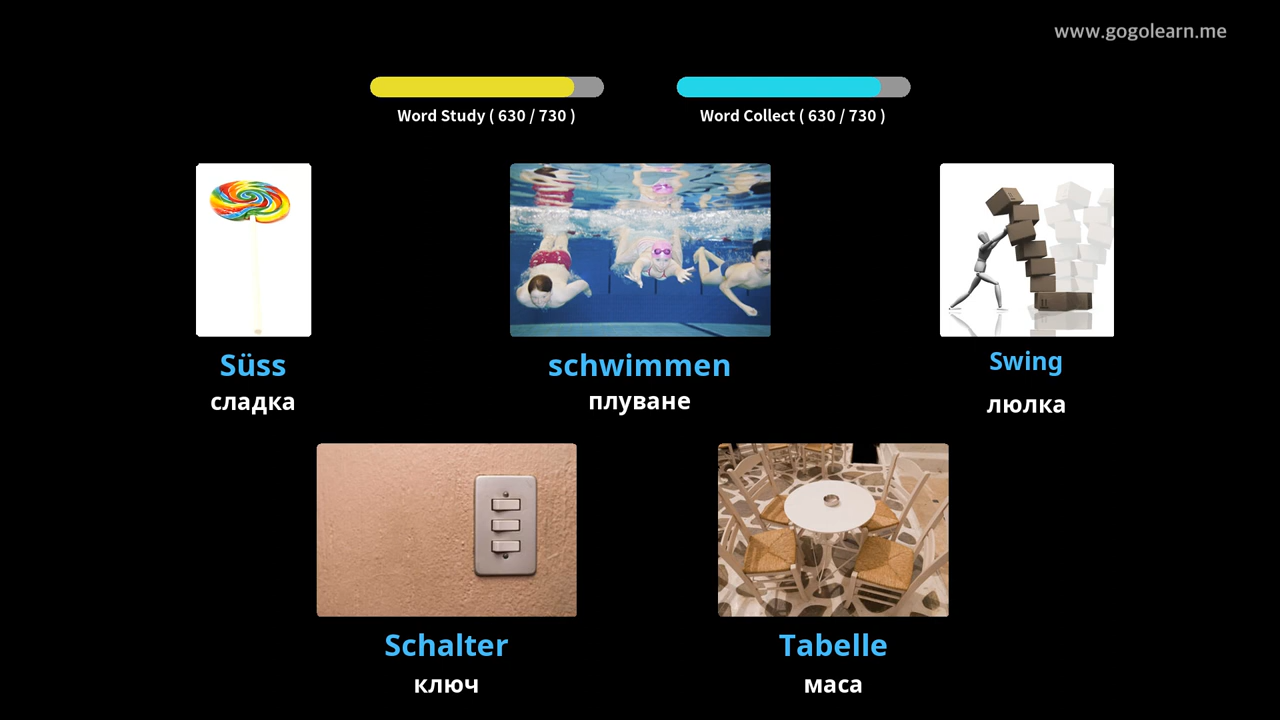 www.gogolearn.me
Word Study ( 630 / 730 )
Word Collect ( 630 / 730 )
Süss
сладка
schwimmen
плуване
Swing
люлка
Schalter
ключ
Tabelle
маса